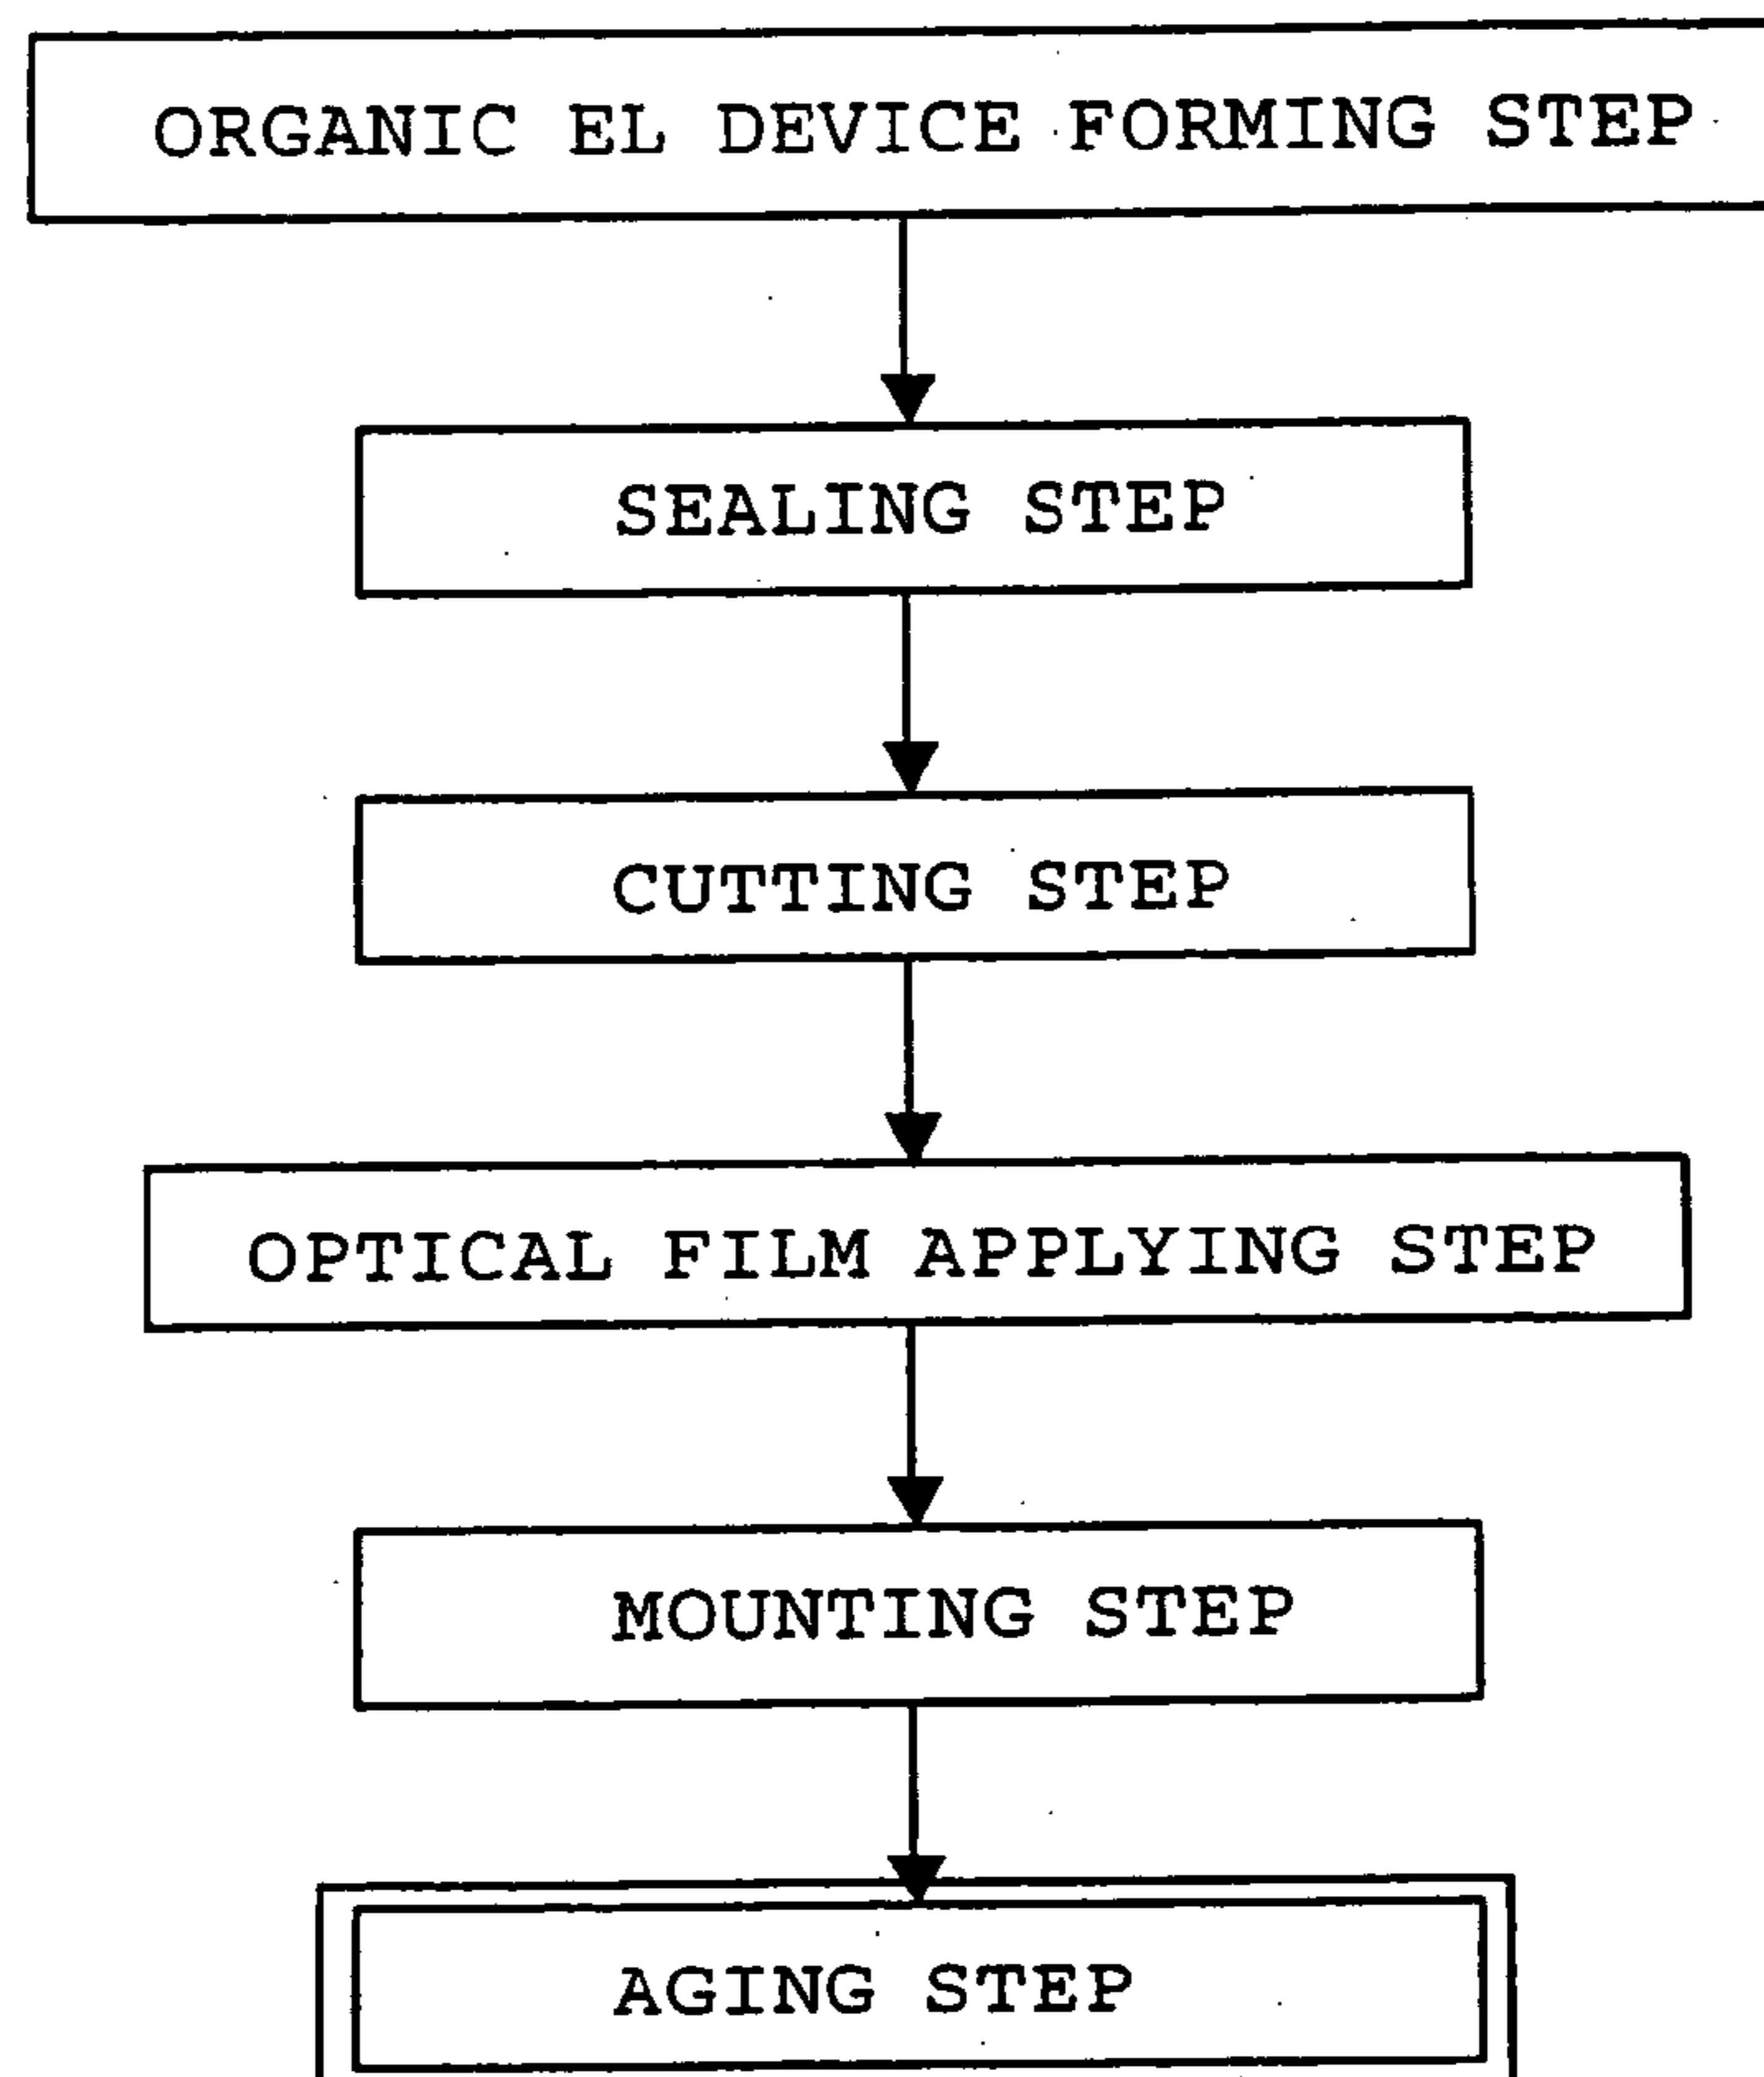 ORGANIC EL DEVICE FORMING STEP
SEALING STEP
CUTTING STEP
OPTICAL FILM APPLYING STEP
MOUNTING STEP
AGING STEP